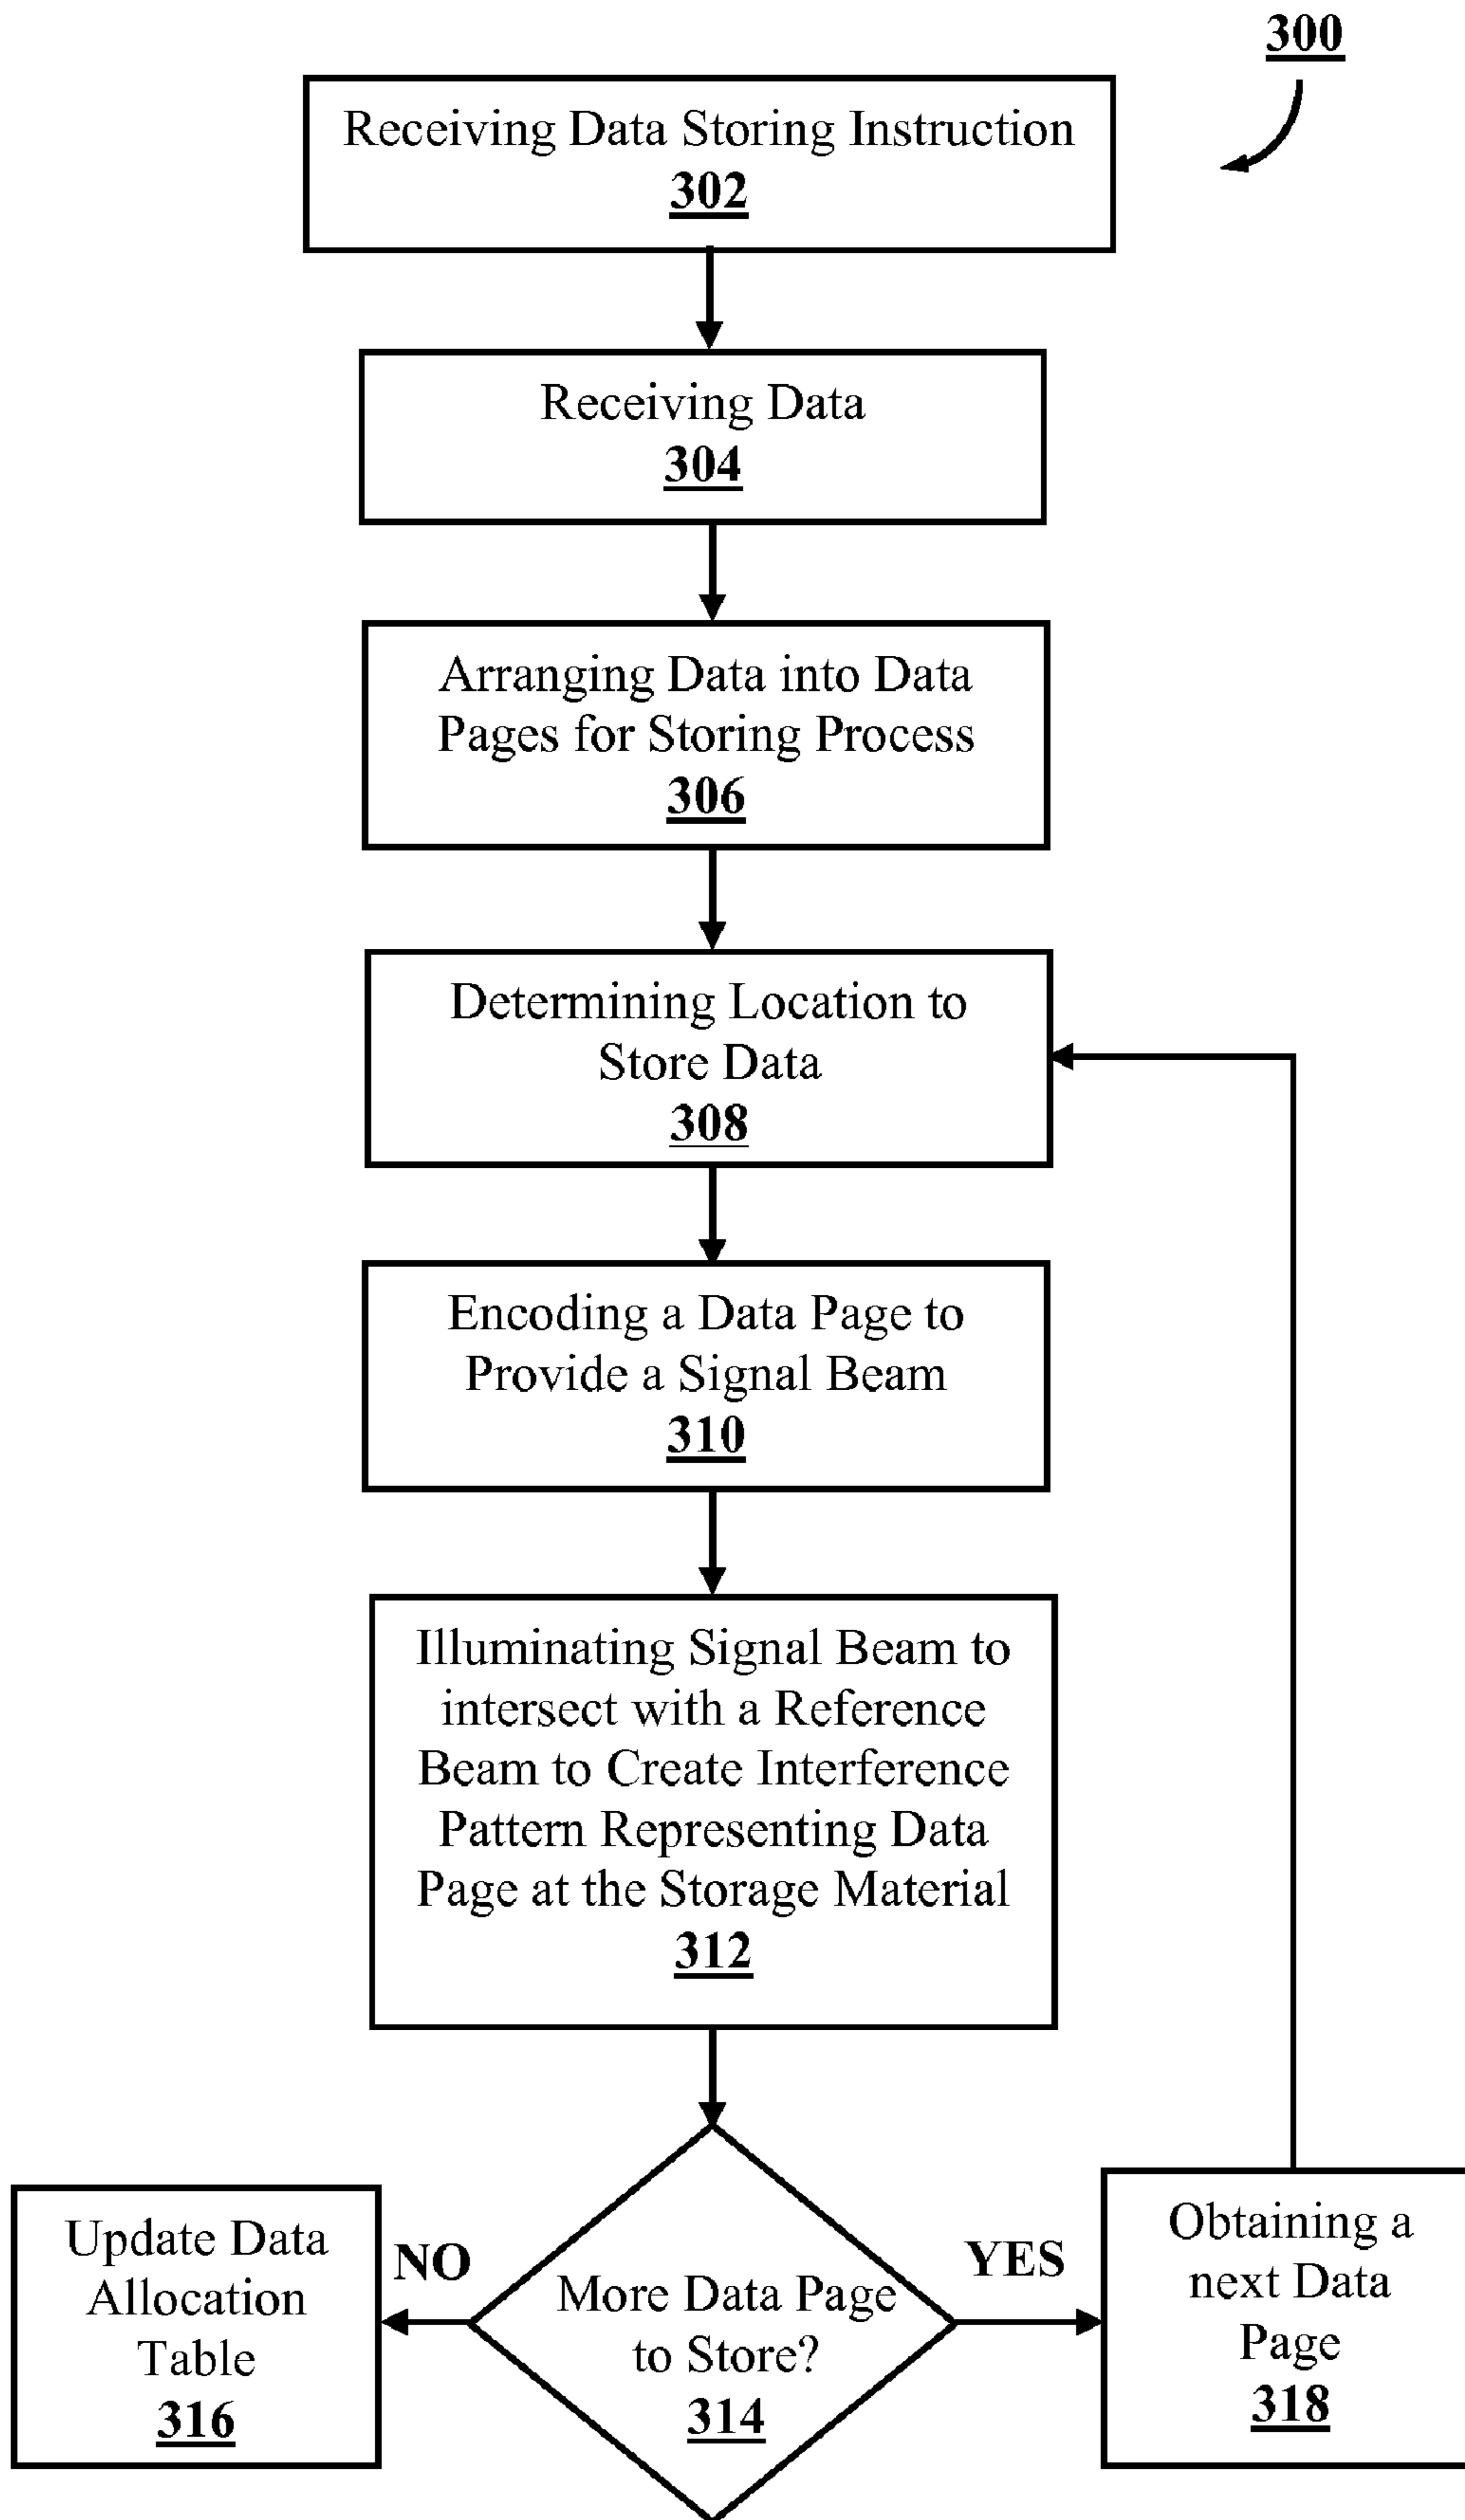 300
Receiving Data Storing Instruction
302
Receiving Data
304
Arranging Data into Data
Pages for Storing Process
306
Determining Location to
Store Data
308
Encoding a Data Page to
Provide a Signal Beam
310
Illuminating Signal Beam to
intersect with a Reference
Beam to Create Interference
Pattern Representing Data
Page at the Storage Material
312
Update Data
Allocation
Table
316
NO
More Data Page
to Store?
314
YES
Obtaining a
next Data
Page
318